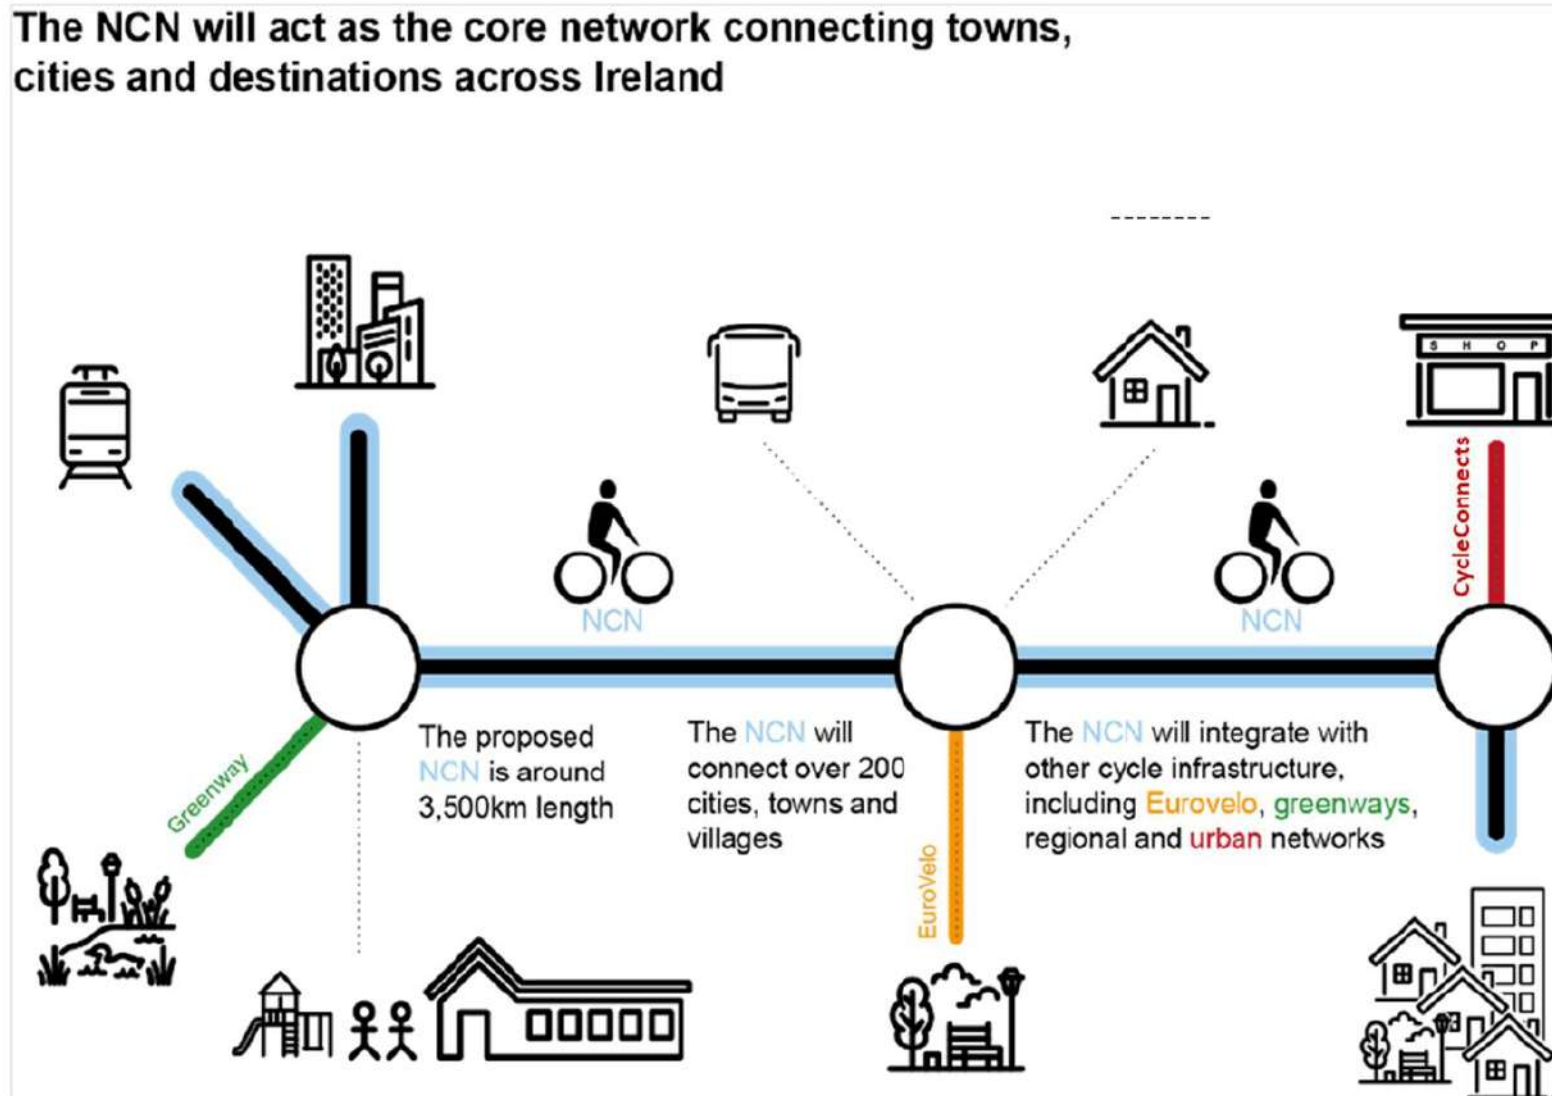 The NCN will act as the core network connecting towns,
cities and destinations across Ireland
SHOP
CycleConnects
NCN
NCN
Greenway
The proposed
NCN is around
3,500km length
The NCN will
connect over 200
cities, towns and
villages
The NCN will integrate with
other cycle infrastructure,
including Eurovelo, greenways,
regional and urban networks
EuroVelo